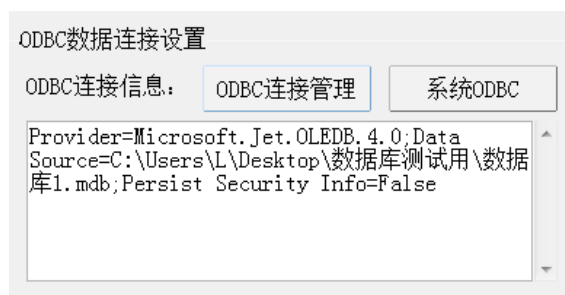 ODBC数据连接设置
ODBC连接信息: ODBC连接管理 系统ODBC
Provider=Microsoft.Jet.OLEDB.4.0;Data
Source=C:\Users\L\Desktop\数据库测试用\数据
库1.mdb;Persist Security Info=False